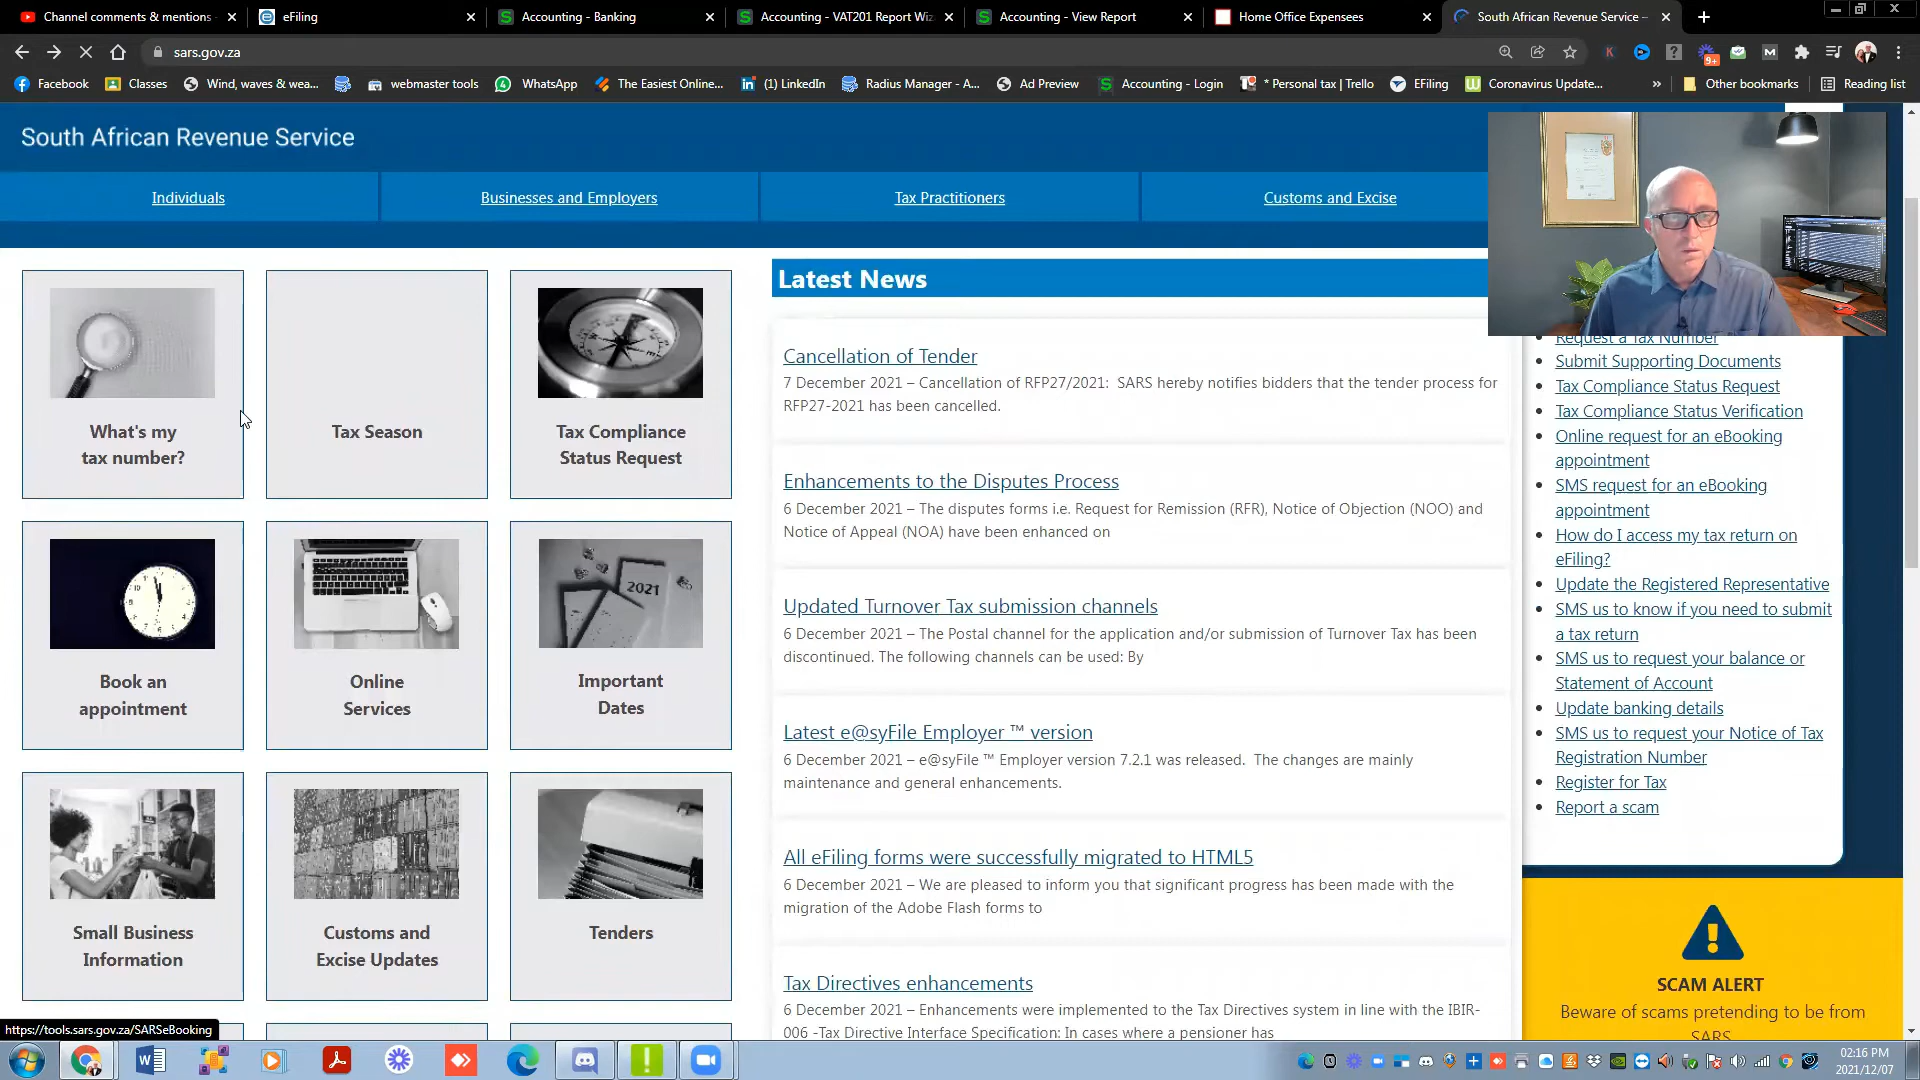 Channel comments & mentions
eFiling
Accounting - Banking
Accounting - VAT201 Report Wiz
Accounting - View Report
Home Office Expensees
South African Revenue Service –
sars.gov.za
Facebook
Classes
Wind, waves & wea...
webmaster tools
WhatsApp
The Easiest Online...
(1) LinkedIn
Radius Manager - A...
Ad Preview
Accounting - Login
* Personal tax | Trello
EFiling
Coronavirus Update...
»
Other bookmarks
Reading list
South African Revenue Service
Individuals
Businesses and Employers
Tax Practitioners
Customs and Excise
What's my
tax number?
Tax Season
Tax Compliance
Status Request
Book an
appointment
Online
Services
2021
Important
Dates
Small Business
Information
Customs and
Excise Updates
Tenders
Latest News
Cancellation of Tender
7 December 2021 – Cancellation of RFP27/2021:  SARS hereby notifies bidders that the tender process for
RFP27-2021 has been cancelled.
Enhancements to the Disputes Process
6 December 2021 – The disputes forms i.e. Request for Remission (RFR), Notice of Objection (NOO) and
Notice of Appeal (NOA) have been enhanced on
Updated Turnover Tax submission channels
6 December 2021 – The Postal channel for the application and/or submission of Turnover Tax has been
discontinued. The following channels can be used: By
Latest e@syFile Employer ™ version
6 December 2021 – e@syFile ™ Employer version 7.2.1 was released.  The changes are mainly
maintenance and general enhancements.
All eFiling forms were successfully migrated to HTML5
6 December 2021 – We are pleased to inform you that significant progress has been made with the
migration of the Adobe Flash forms to
Tax Directives enhancements
6 December 2021 – Enhancements were implemented to the Tax Directives system in line with the IBIR-
006 -Tax Directive Interface Specification: In cases where a pensioner has
Request a Tax Number
Submit Supporting Documents
Tax Compliance Status Request
Tax Compliance Status Verification
Online request for an eBooking
appointment
SMS request for an eBooking
appointment
How do I access my tax return on
eFiling?
Update the Registered Representative
SMS us to know if you need to submit
a tax return
SMS us to request your balance or
Statement of Account
Update banking details
SMS us to request your Notice of Tax
Registration Number
Register for Tax
Report a scam
SCAM ALERT
Beware of scams pretending to be from
SARS
https://tools.sars.gov.za/SARSeBooking
02:16 PM
2021/12/07